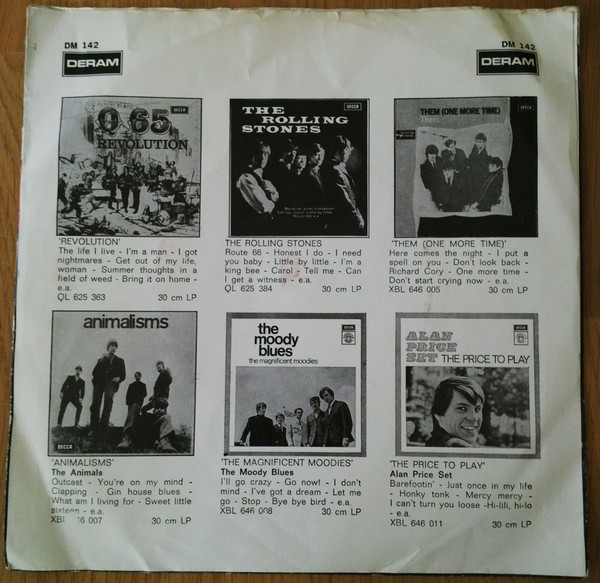 DM 142
DM 142
DERAM
DERAM
Q 65
REVOLUTION
DECCA
THE
ROLLING
STONES
DECCA
THEM (ONE MORE TIME)
Them
'REVOLUTION'
The life I live - I'm a man - I got
nightmares - Get out of my life,
woman - Summer thoughts in a
field of weed - Bring it on home -
e.a.
QL 625 363 30 cm LP
THE ROLLING STONES
Route 66 - Honest I do - I need
you baby - Little by little - I'm a
king bee - Carol - Tell me - Can
I get a witness - e.a.
QL 625 384 30 cm LP
'THEM (ONE MORE TIME)'
Here comes the night - I put a
spell on you - Don't look back -
Richard Cory - One more time -
Don't start crying now - e.a.
XBL 646 005 30 cm LP
animalisms
DECCA
the
moody
blues
the magnificent moodies
ALAN
PRICE
SET THE PRICE TO PLAY
'ANIMALISMS'
The Animals
Outcast - You're on my mind -
Clapping - Gin house blues -
What am I living for - Sweet little
sixteen - e.a.
XBL 6 007 30 cm LP
'THE MAGNIFICENT MOODIES'
The Moody Blues
I'll go crazy - Go now! - I don't
mind - I've got a dream - Let me
go - Stop - Bye bye bird - e.a.
XBL 646 008 30 cm LP
'THE PRICE TO PLAY'
Alan Price Set
Barefootin' - Just once in my life
- Honky tonk - Mercy mercy -
I can't turn you loose -Hi-lili, hi-lo
- e.a.
XBL 646 011 30 cm LP